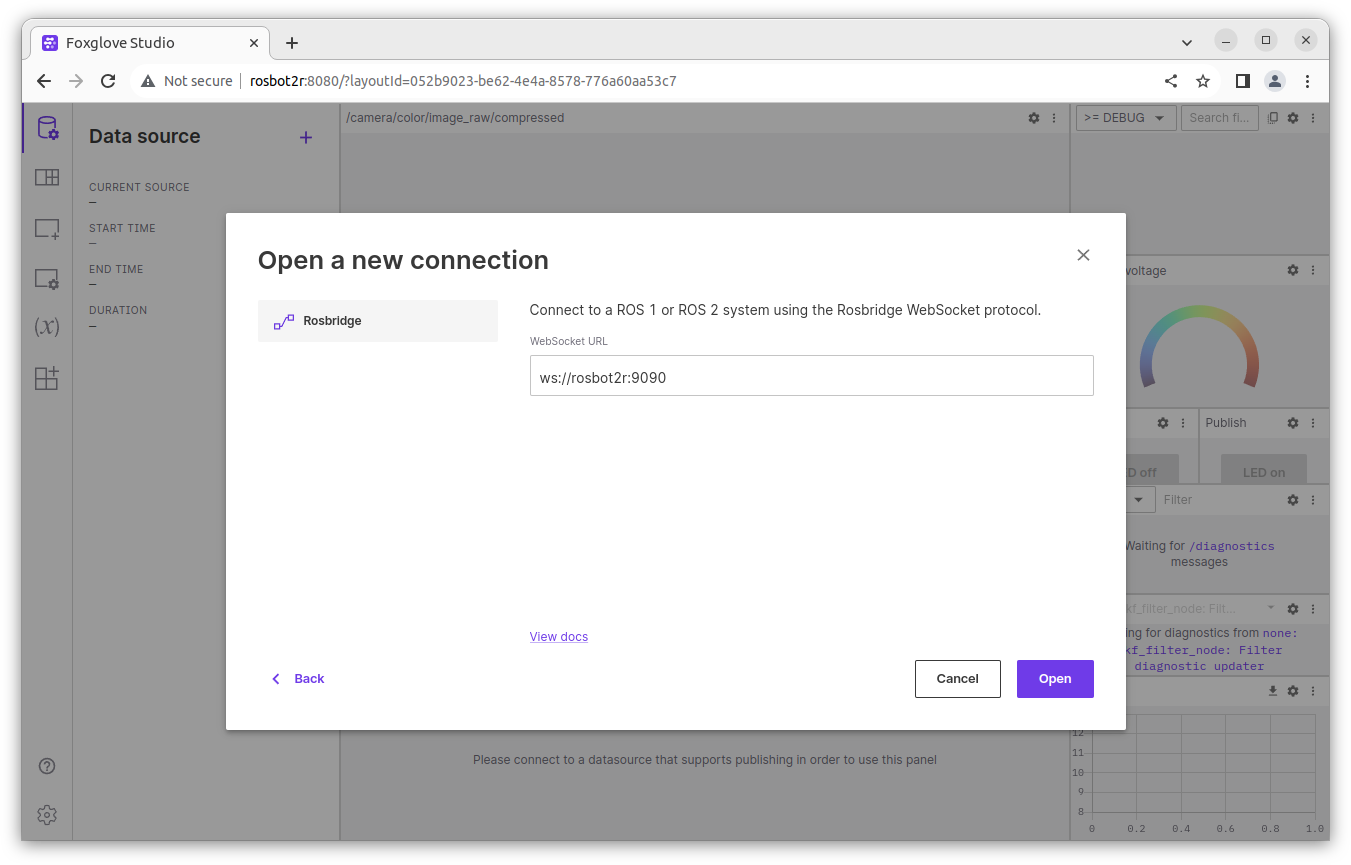 Foxglove Studio
Not secure
rosbot2r:8080/?layoutId=052b9023-be62-4e4a-8578-776a60aa53c7
Data source
CURRENT SOURCE
–
START TIME
–
END TIME
–
DURATION
–
/camera/color/image_raw/compressed
>= DEBUG
Search fi...
Open a new connection
Rosbridge
Connect to a ROS 1 or ROS 2 system using the Rosbridge WebSocket protocol.
WebSocket URL
ws://rosbot2r:9090
View docs
Back
Cancel
Open
voltage
Publish
D off
LED on
Filter
Waiting for /diagnostics
messages
kf_filter_node: Filt...
ing for diagnostics from none:
kf_filter_node: Filter
diagnostic updater
Please connect to a datasource that supports publishing in order to use this panel
12
11
10
9
8
0 0.2 0.4 0.6 0.8 1.0